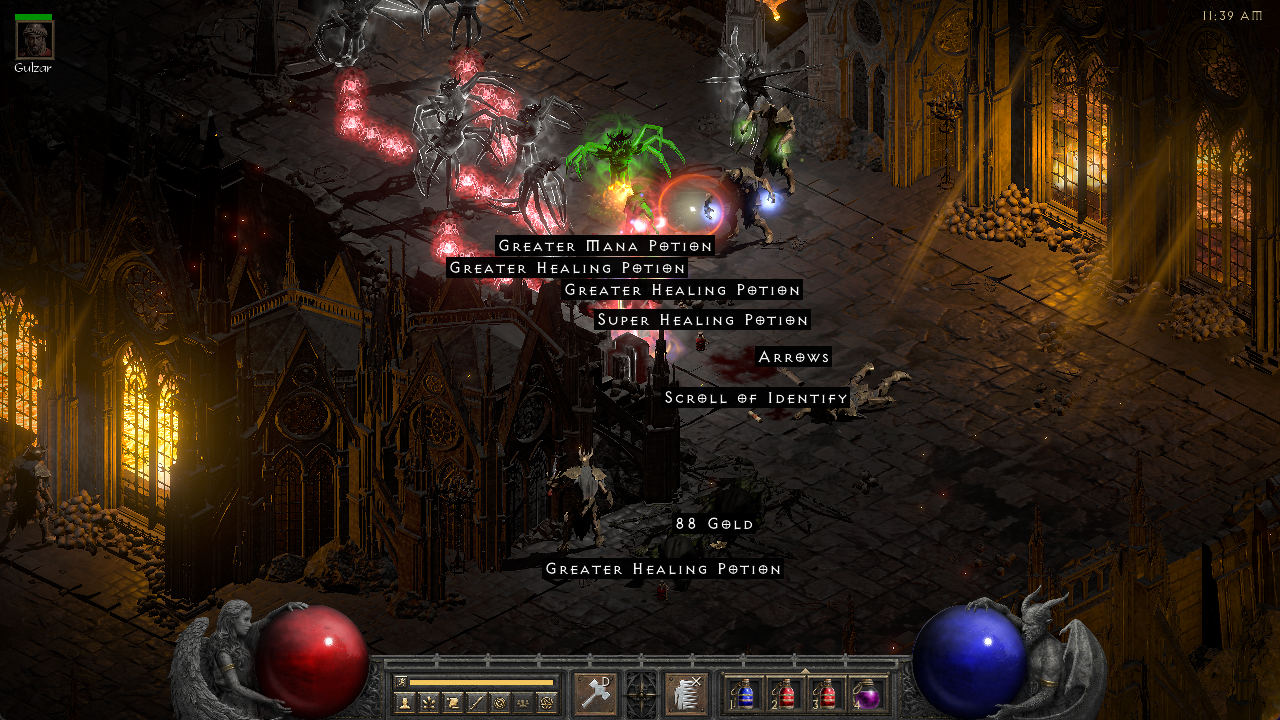 11:39 AM
Gulzar
Greater Mana Potion
Greater Healing Potion
Greater Healing Potion
Super Healing Potion
Arrows
Scroll of Identify
88 Gold
Greater Healing Potion
D
X
1
2
3
4